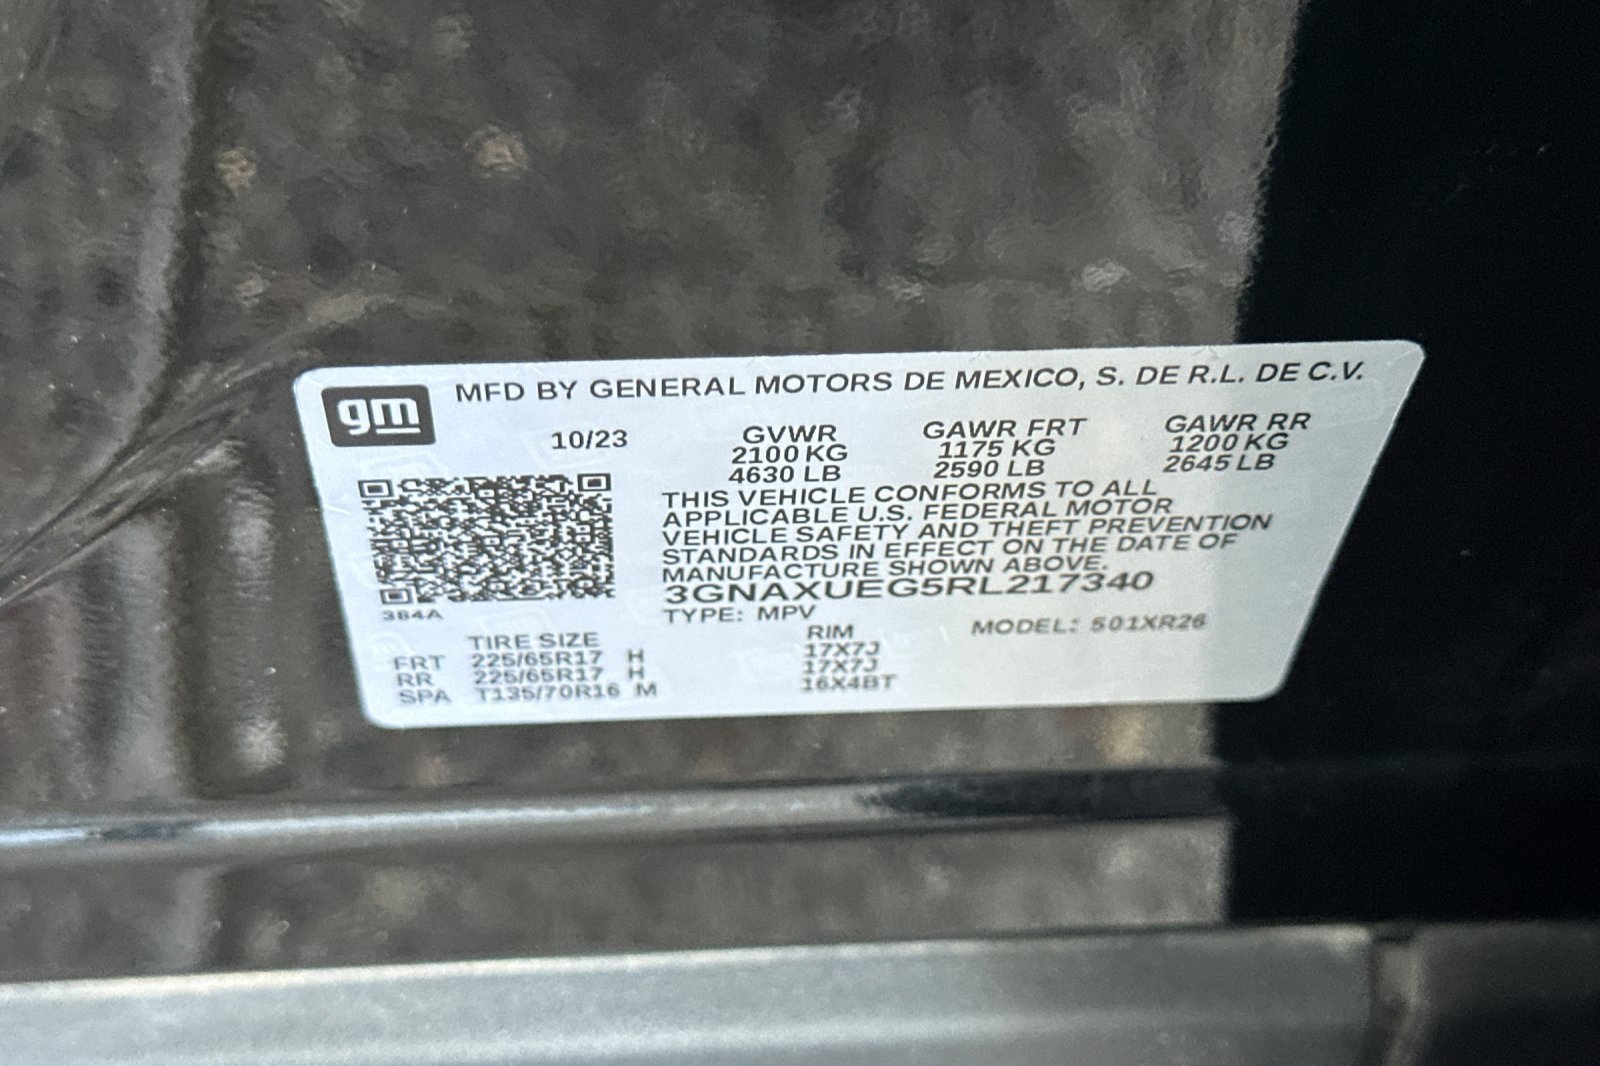 gm
MFD BY GENERAL MOTORS DE MEXICO, S. DE R.L. DE C.V.
10/23 GVWR GAWR FRT GAWR RR
2100 KG 1175 KG 1200 KG
4630 LB 2590 LB 2645 LB
THIS VEHICLE CONFORMS TO ALL
APPLICABLE U.S. FEDERAL MOTOR
VEHICLE SAFETY AND THEFT PREVENTION
STANDARDS IN EFFECT ON THE DATE OF
MANUFACTURE SHOWN ABOVE.
3GNAXUEG5RL217340
384A
TYPE: MPV MODEL: 501XR26
TIRE SIZE RIM
FRT 225/65R17 H 17X7J
RR 225/65R17 H 17X7J
SPA T135/70R16 M 16X4BT